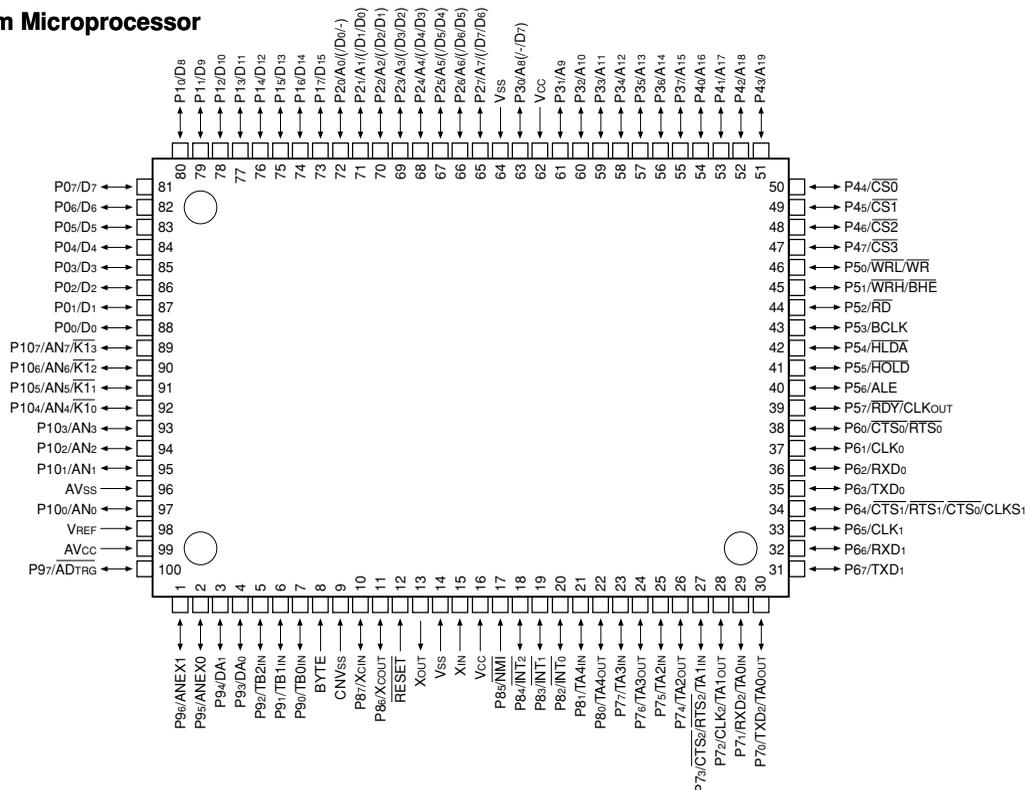 m Microprocessor
P10/D8
P11/D9
P12/D10
P13/D11
P14/D12
P15/D13
P16/D14
P17/D15
P20/A0(/D0/-)
P21/A1/(/D1/D0)
P22/A2/(/D2/D1)
P23/A3/(/D3/D2)
P24/A4/(/D4/D3)
P25/A5/(/D5/D4)
P26/A6/(/D6/D5)
P27/A7/(/D7/D6)
VSS
P30/A8(/-/D7)
VCC
P31/A9
P32/A10
P33/A11
P34/A12
P35/A13
P36/A14
P37/A15
P40/A16
P41/A17
P42/A18
P43/A19
80 79 78 77 76 75 74 73 72 71 70 69 68 67 66 65 64 63 62 61 60 59 58 57 56 55 54 53 52 51
P07/D7 81
P06/D6 82
P05/D5 83
P04/D4 84
P03/D3 85
P02/D2 86
P01/D1 87
P00/D0 88
P107/AN7/K13 89
P106/AN6/K12 90
P105/AN5/K11 91
P104/AN4/K10 92
P103/AN3 93
P102/AN2 94
P101/AN1 95
AVSS 96
P100/AN0 97
VREF 98
AVCC 99
P97/ADTRG 100
50 P44/CS0
49 P45/CS1
48 P46/CS2
47 P47/CS3
46 P50/WRL/WR
45 P51/WRH/BHE
44 P52/RD
43 P53/BCLK
42 P54/HLDA
41 P55/HOLD
40 P56/ALE
39 P57/RDY/CLKOUT
38 P60/CTS0/RTS0
37 P61/CLK0
36 P62/RXD0
35 P63/TXD0
34 P64/CTS1/RTS1/CTS0/CLKS1
33 P65/CLK1
32 P66/RXD1
31 P67/TXD1
1 2 3 4 5 6 7 8 9 10 11 12 13 14 15 16 17 18 19 20 21 22 23 24 25 26 27 28 29 30
P96/ANEX1
P95/ANEX0
P94/DA1
P93/DA0
P92/TB2IN
P91/TB1IN
P90/TB0IN
BYTE
CNVSS
P87/XCIN
P86/XCOUT
RESET
XOUT
VSS
XIN
VCC
P85/NMI
P84/INT2
P83/INT1
P82/INT0
P81/TA4IN
P80/TA4OUT
P77/TA3IN
P76/TA3OUT
P75/TA2IN
P74/TA2OUT
P73/CTS2/RTS2/TA1IN
P72/CLK2/TA1OUT
P71/RXD2/TA0IN
P70/TXD2/TA0OUT